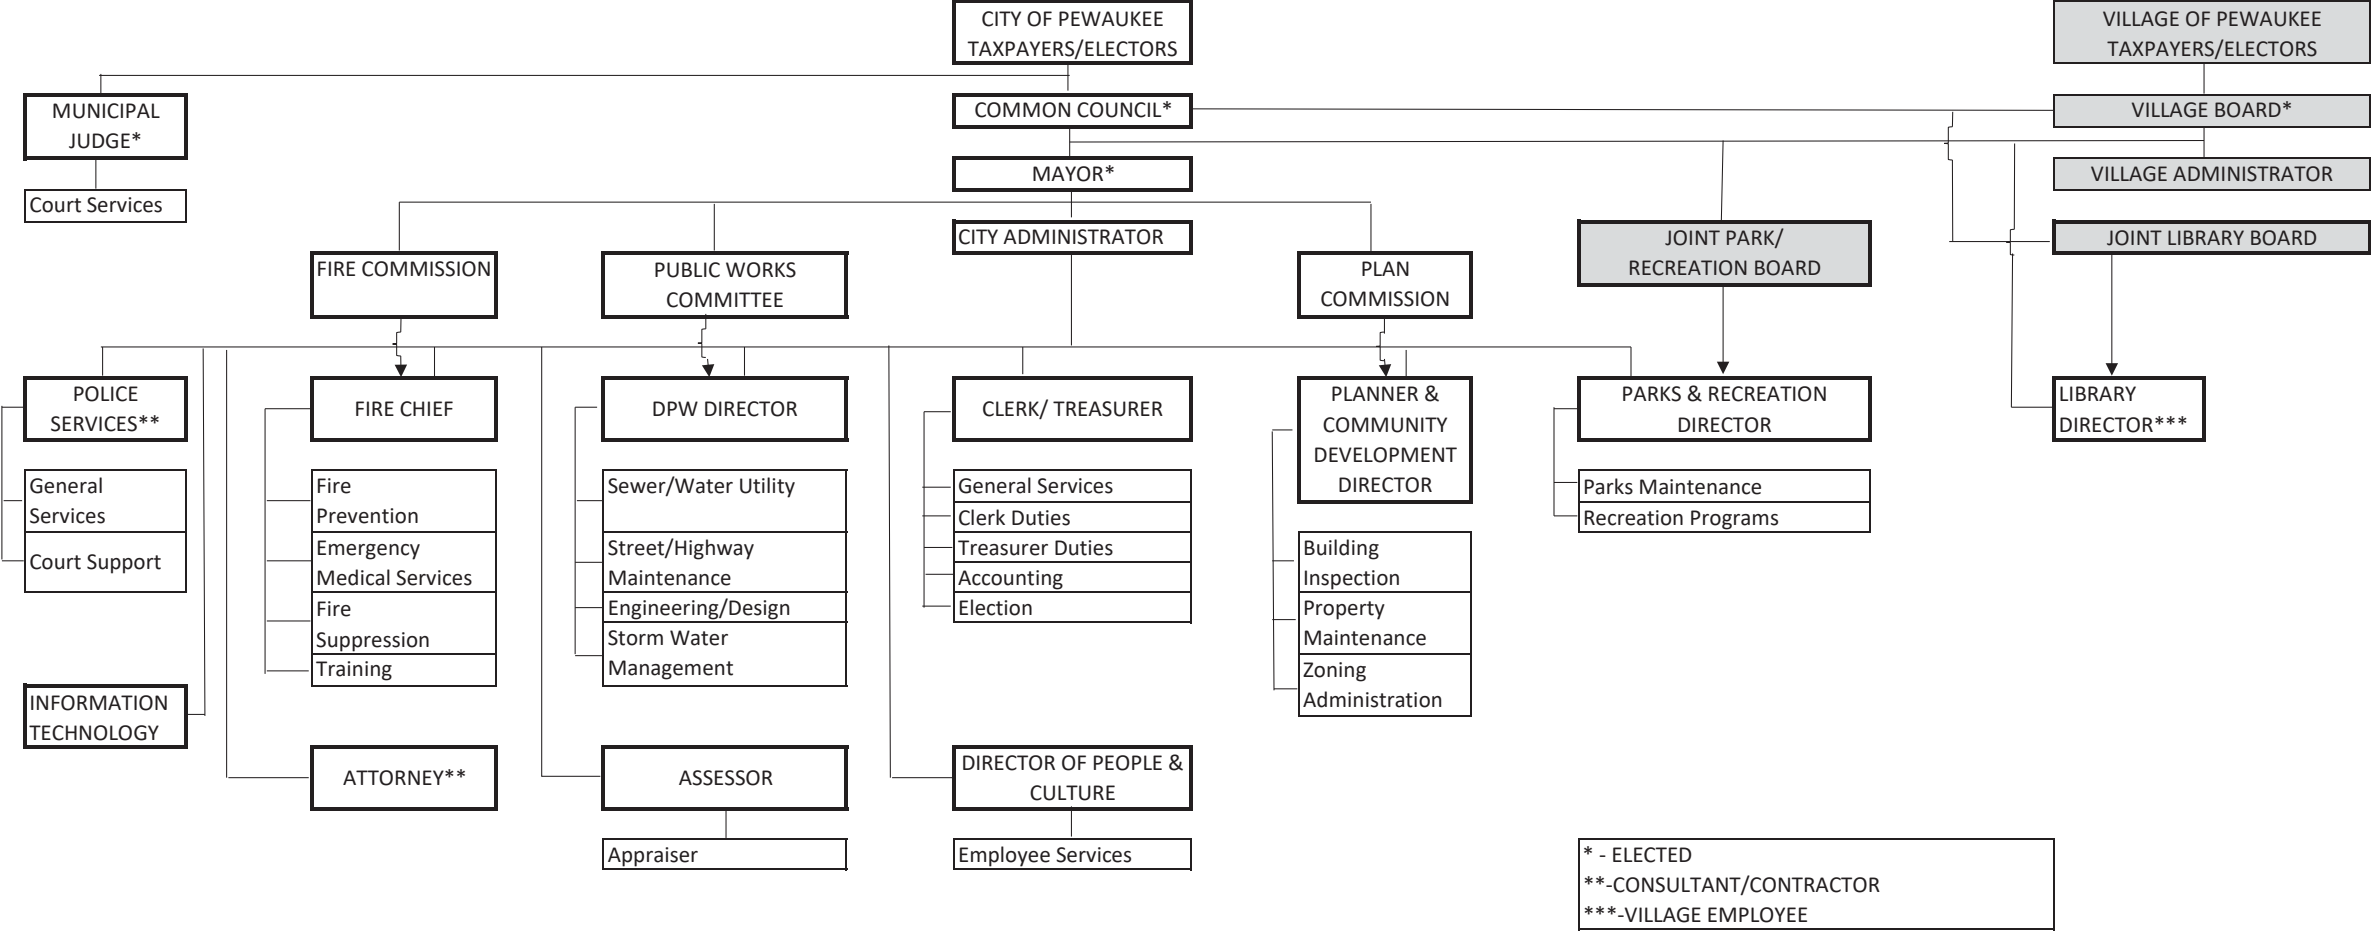 CITY OF PEWAUKEE
TAXPAYERS/ELECTORS
VILLAGE OF PEWAUKEE
TAXPAYERS/ELECTORS
MUNICIPAL
JUDGE*
COMMON COUNCIL*
VILLAGE BOARD*
MAYOR*
VILLAGE ADMINISTRATOR
Court Services
CITY ADMINISTRATOR
JOINT PARK/
RECREATION BOARD
JOINT LIBRARY BOARD
FIRE COMMISSION
PUBLIC WORKS
COMMITTEE
PLAN
COMMISSION
POLICE
SERVICES**
FIRE CHIEF
DPW DIRECTOR
CLERK/ TREASURER
PLANNER &
COMMUNITY
DEVELOPMENT
DIRECTOR
PARKS & RECREATION
DIRECTOR
LIBRARY
DIRECTOR***
General
Services
Court Support
Fire
Prevention
Emergency
Medical Services
Fire
Suppression
Training
Sewer/Water Utility
Street/Highway
Maintenance
Engineering/Design
Storm Water
Management
General Services
Clerk Duties
Treasurer Duties
Accounting
Election
Building
Inspection
Property
Maintenance
Zoning
Administration
Parks Maintenance
Recreation Programs
INFORMATION
TECHNOLOGY
ATTORNEY**
ASSESSOR
DIRECTOR OF PEOPLE &
CULTURE
Appraiser
Employee Services
* - ELECTED
**-CONSULTANT/CONTRACTOR
***-VILLAGE EMPLOYEE